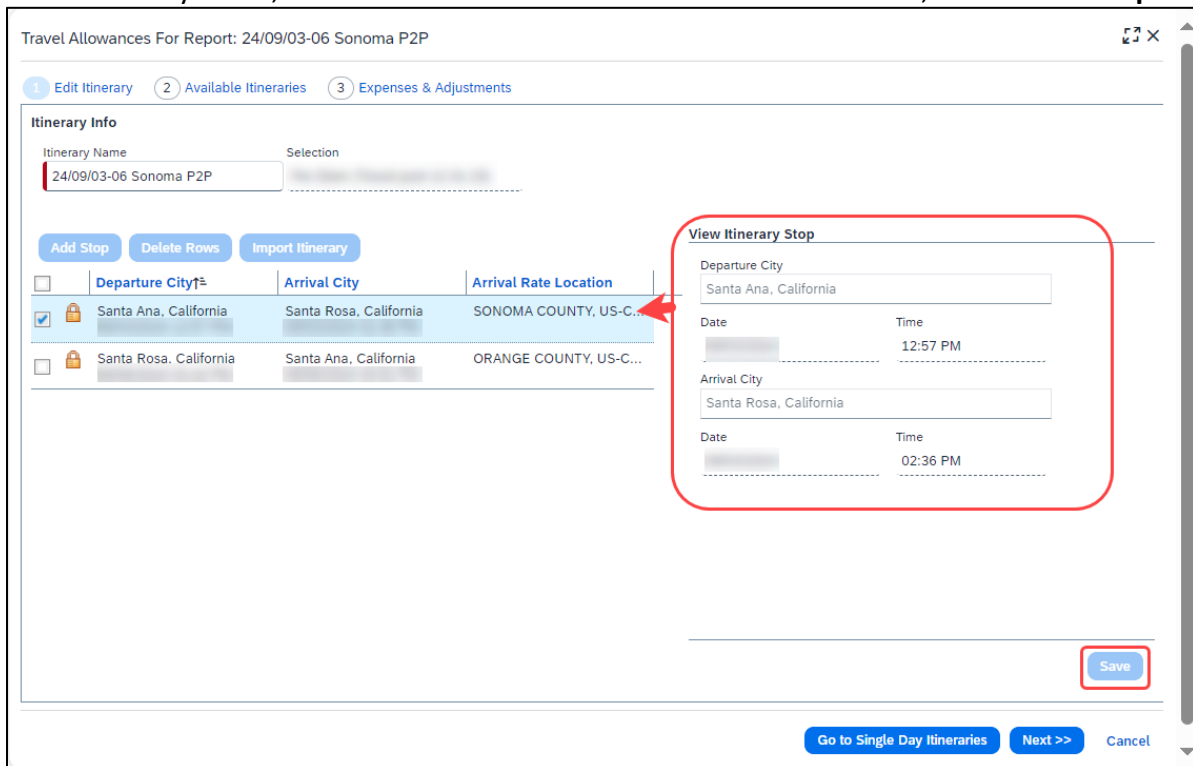 Travel Allowances For Report: 24/09/03-06 Sonoma P2P
1 Edit Itinerary 2 Available Itineraries 3 Expenses & Adjustments
Itinerary Info
Itinerary Name Selection
24/09/03-06 Sonoma P2P
Add Stop Delete Rows Import Itinerary
Departure City Arrival City Arrival Rate Location
Santa Ana, California Santa Rosa, California SONOMA COUNTY, US-C...
Santa Rosa. California Santa Ana, California ORANGE COUNTY, US-C...
View Itinerary Stop
Departure City
Santa Ana, California
Date Time
12:57 PM
Arrival City
Santa Rosa, California
Date Time
02:36 PM
Save
Go to Single Day Itineraries Next >> Cancel